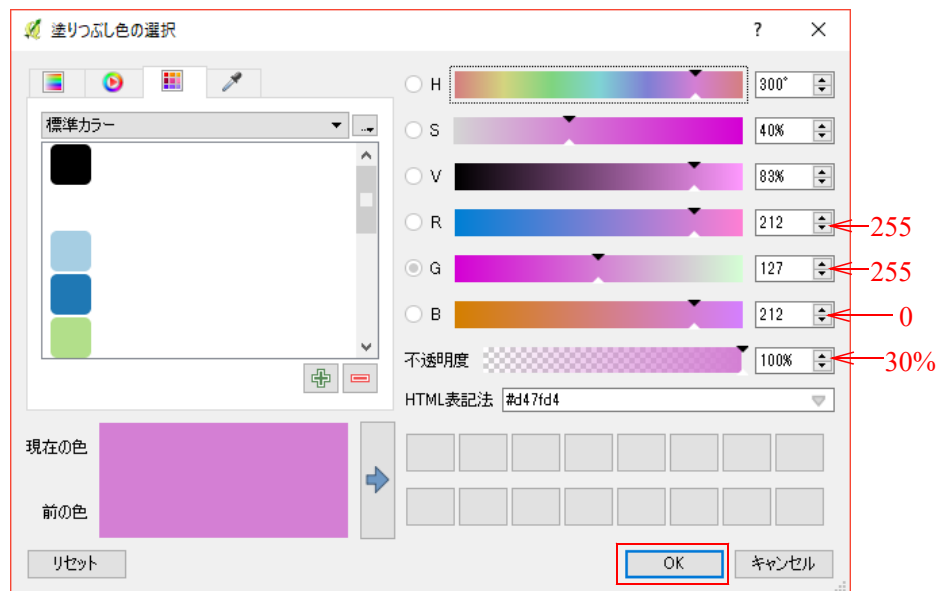 塗りつぶし色の選択 ?
標準カラー ...
H 300°
S 40%
V 83%
R 212 255
G 127 255
B 212 0
不透明度 100% 30%
HTML表記法 #d47fd4
現在の色
前の色
リセット OK キャンセル